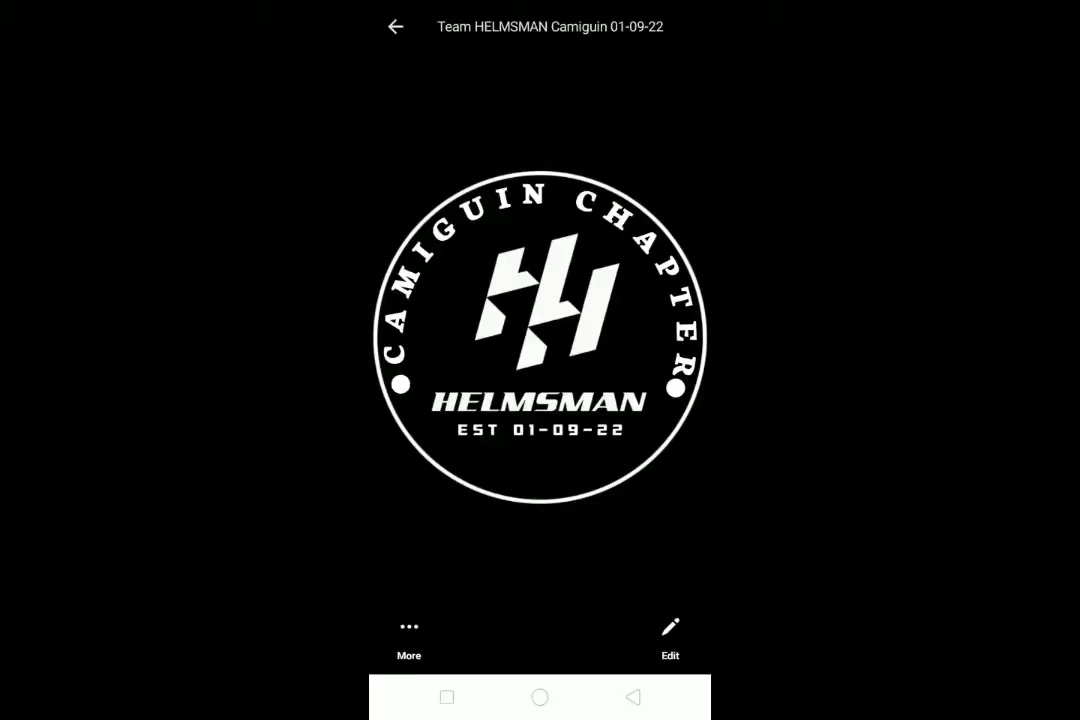 Team HELMSMAN Camiguin 01-09-22
CAMIGUIN CHAPTER
HELMSMAN
EST 01-09-22
More
Edit